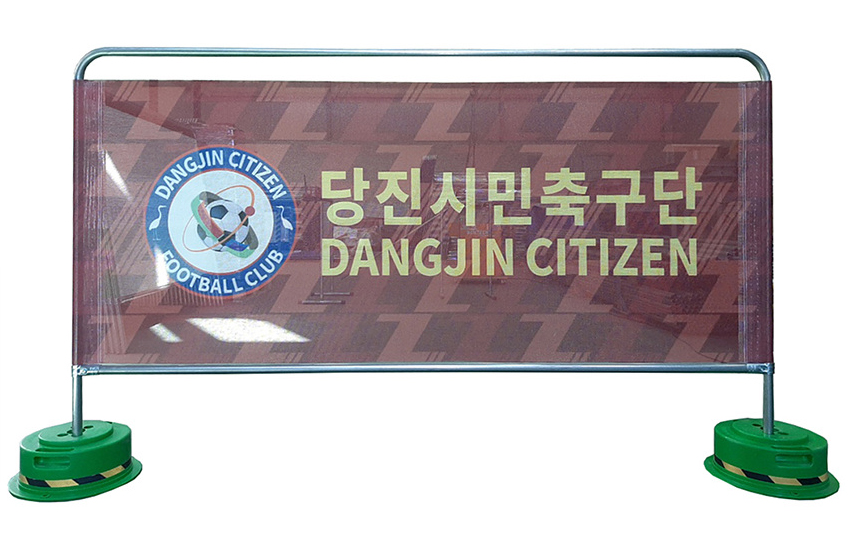 DANGJIN CITIZEN
FOOTBALL CLUB
당진시민축구단
DANGJIN CITIZEN